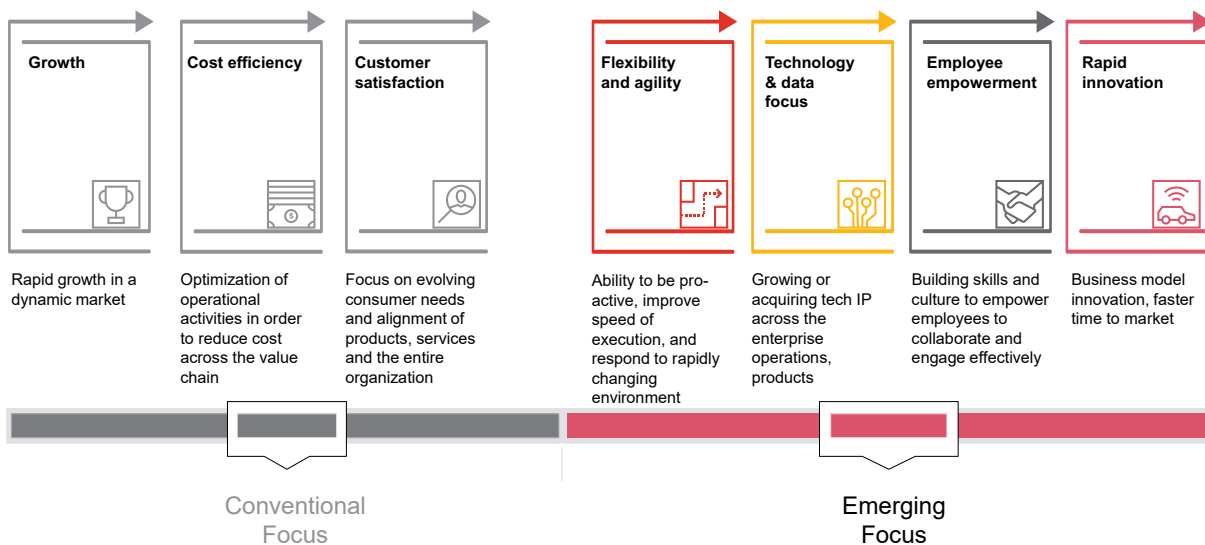 Growth
Cost efficiency
Customer
satisfaction
Flexibility
and agility
Technology
& data
focus
Employee
empowerment
Rapid
innovation
$
Rapid growth in a
dynamic market
Optimization of
operational
activities in order
to reduce cost
across the value
chain
Focus on evolving
consumer needs
and alignment of
products, services
and the entire
organization
Ability to be pro-
active, improve
speed of
execution, and
respond to rapidly
changing
environment
Growing or
acquiring tech IP
across the
enterprise
operations,
products
Building skills and
culture to empower
employees to
collaborate and
engage effectively
Business model
innovation, faster
time to market
Conventional
Focus
Emerging
Focus